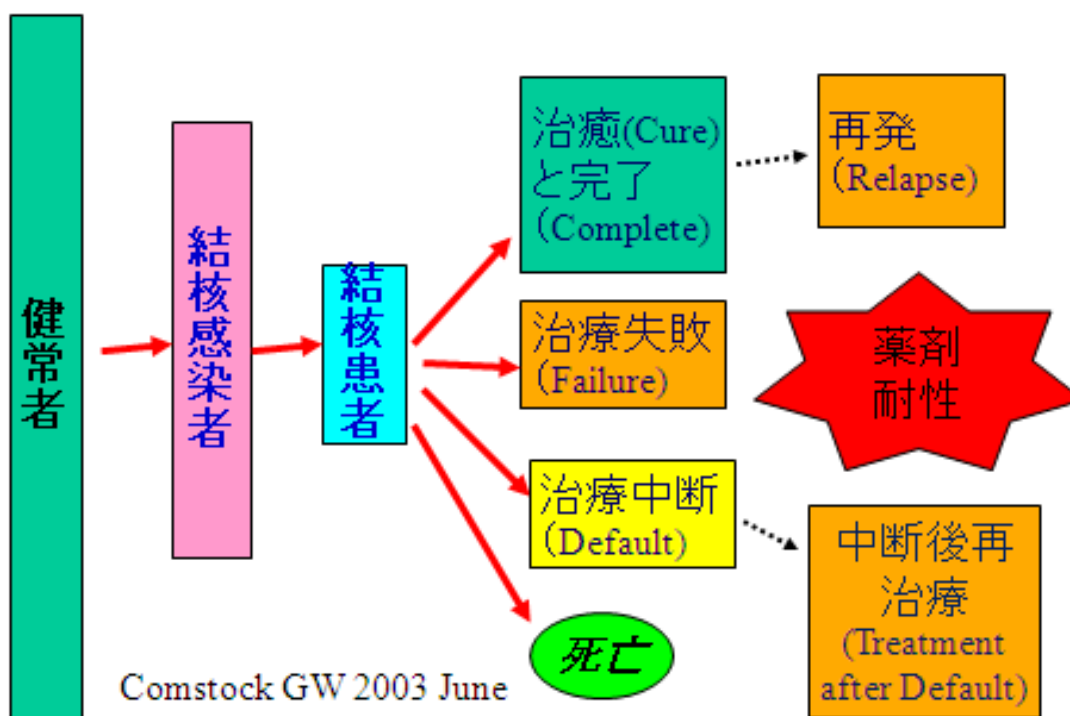 健常者
結核感染者
結核患者
治癒(Cure)
と完了
(Complete)
再発
(Relapse)
治療失敗
(Failure)
薬剤
耐性
治療中断
(Default)
中断後再
治療
(Treatment
after Default)
死亡
Comstock GW 2003 June